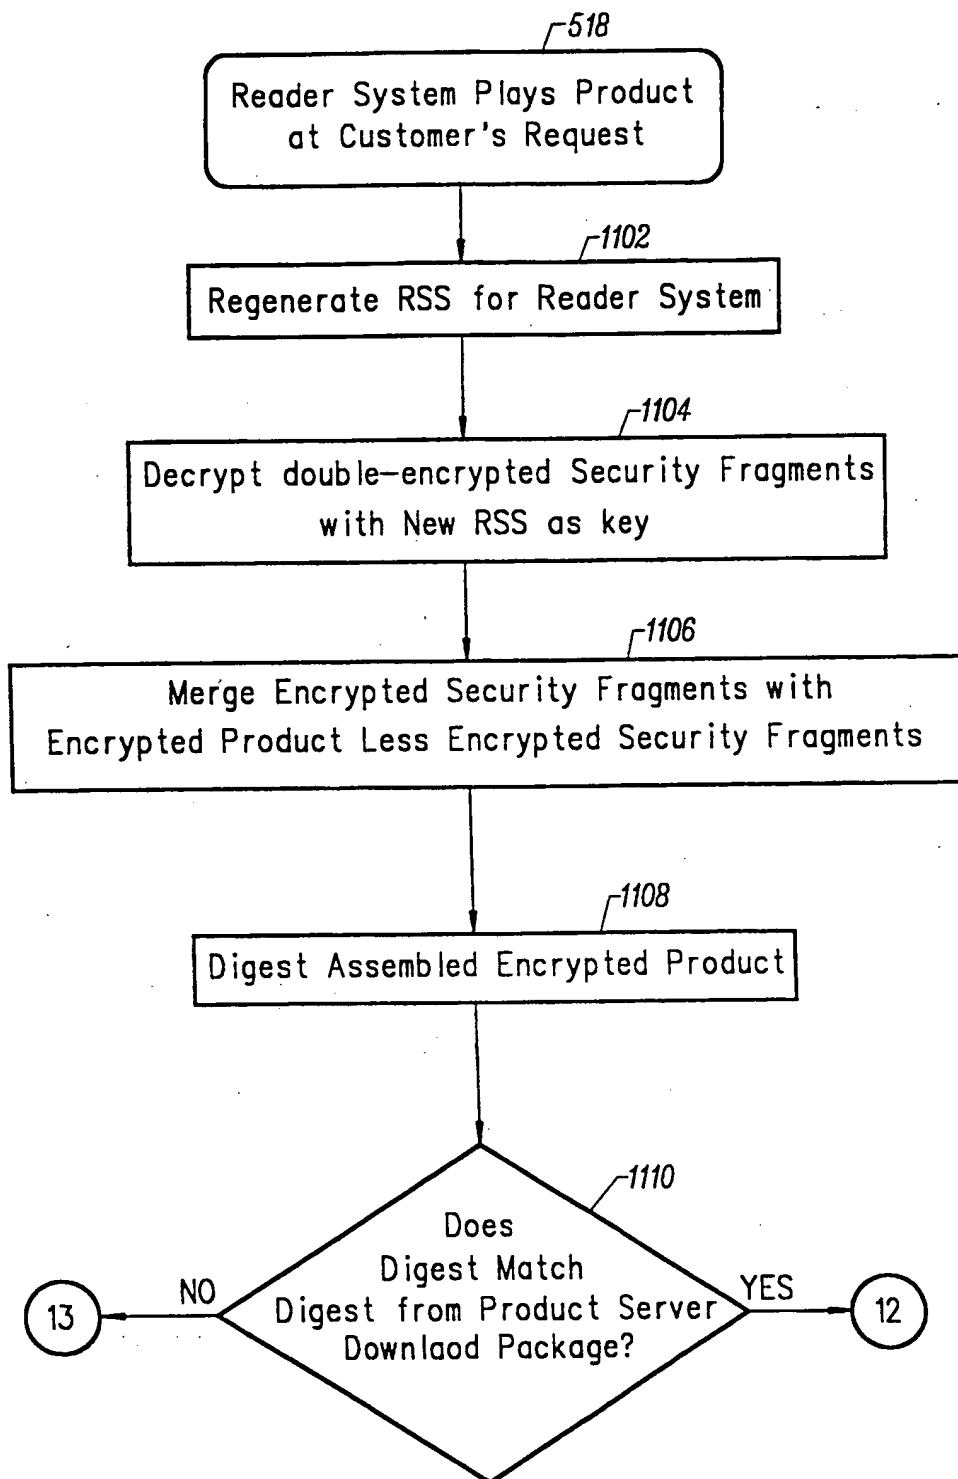 518
Reader System Plays Product
at Customer's Request
1102
Regenerate RSS for Reader System
1104
Decrypt double-encrypted Security Fragments
with New RSS as key
1106
Merge Encrypted Security Fragments with
Encrypted Product Less Encrypted Security Fragments
1108
Digest Assembled Encrypted Product
1110
Does
Digest Match
Digest from Product Server
Downlaod Package?
NO
YES
13
12